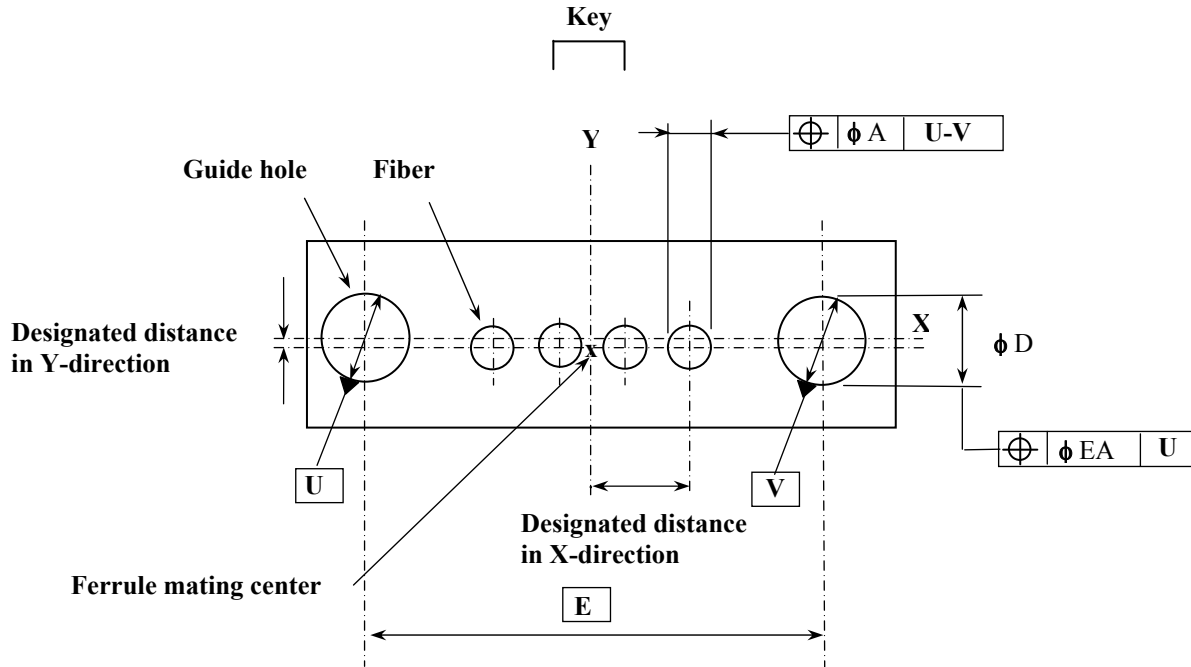 Key
Y
ϕ A U-V
Guide hole
Fiber
X
Designated distance
in Y-direction
x
ϕ D
ϕ EA U
U
V
Designated distance
in X-direction
Ferrule mating center
E